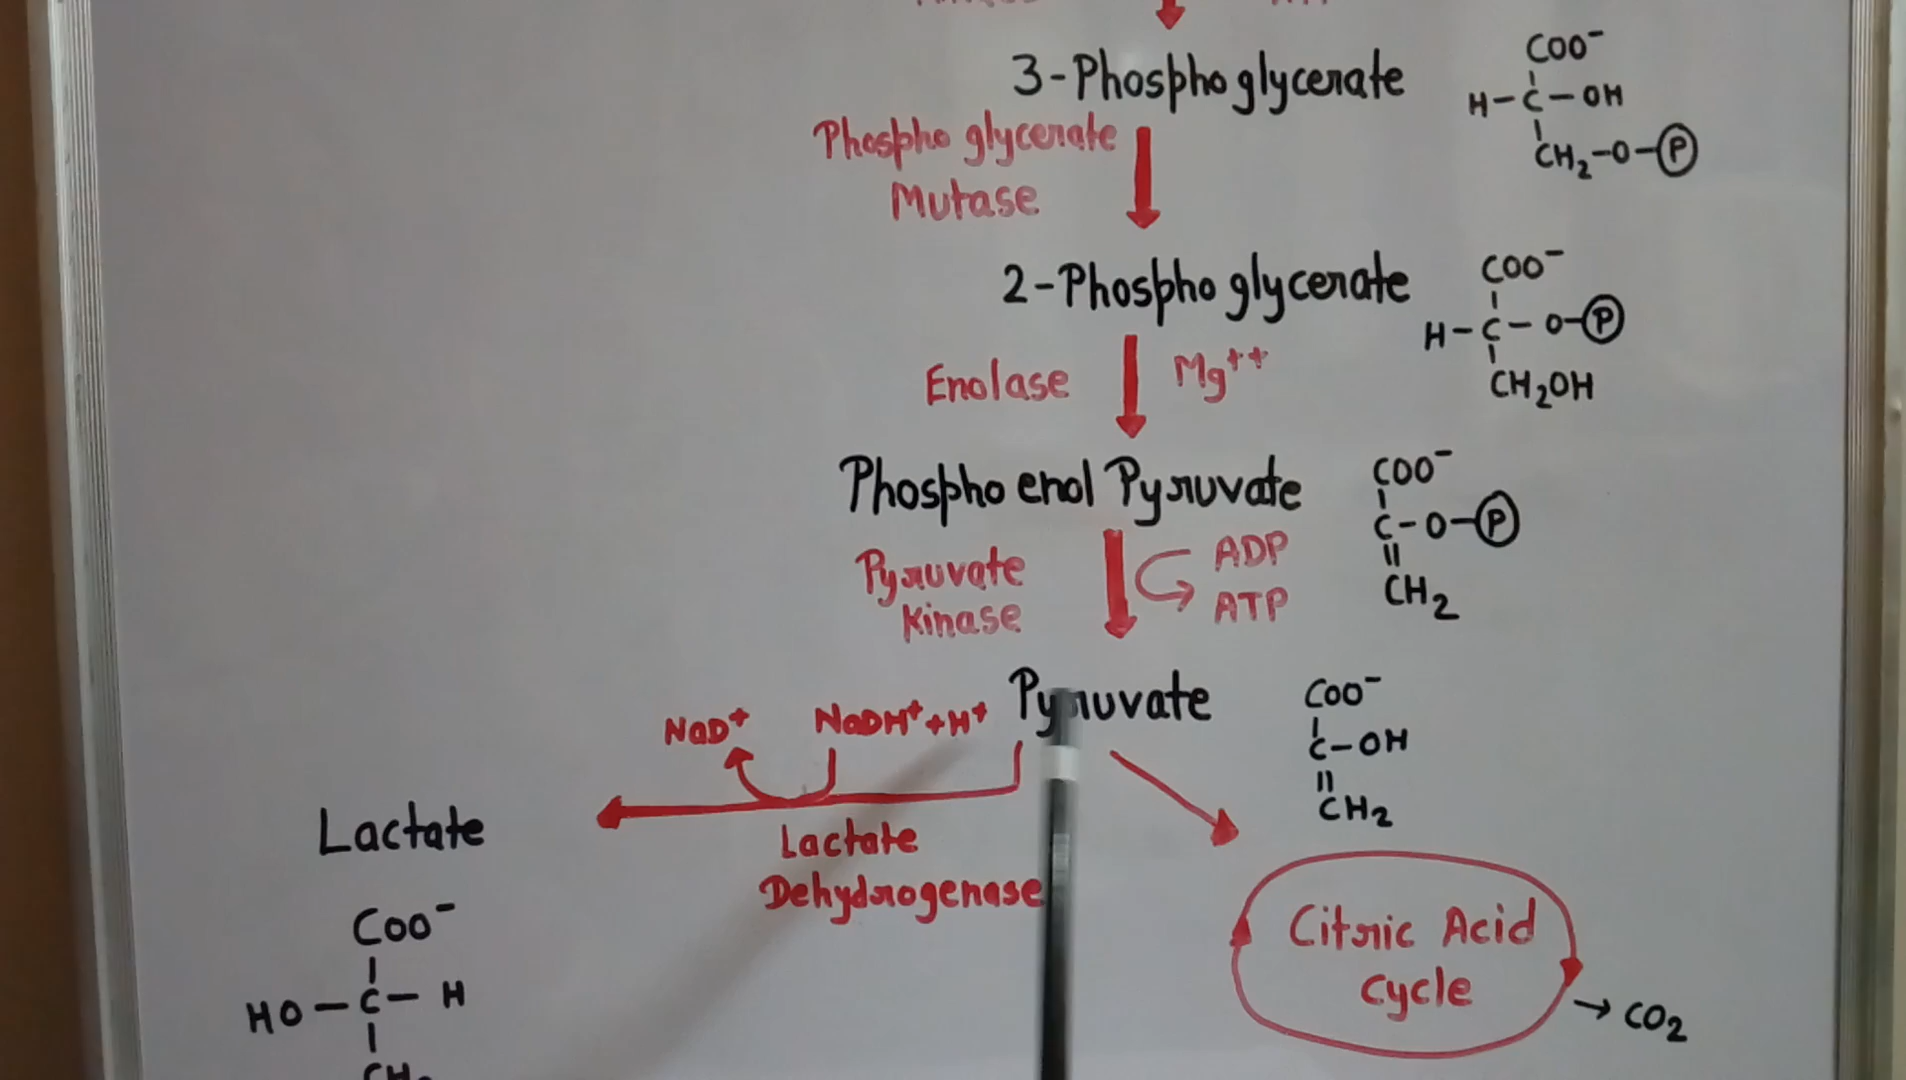 3-Phospho glycerate
COO⁻
H-C-OH
CH₂-O-P
Phospho glycerate
Mutase
2-Phospho glycerate
COO⁻
H-C-O-P
CH₂OH
Enolase
Mg⁺⁺
Phospho enol Pyruvate
COO⁻
C-O-P
CH₂
Pyruvate
Kinase
ADP
ATP
Pyruvate
COO⁻
C-OH
CH₂
NAD⁺
NADH⁺+H⁺
Lactate
Lactate
Dehydrogenase
COO⁻
HO-C-H
Citric Acid
Cycle
→ CO₂